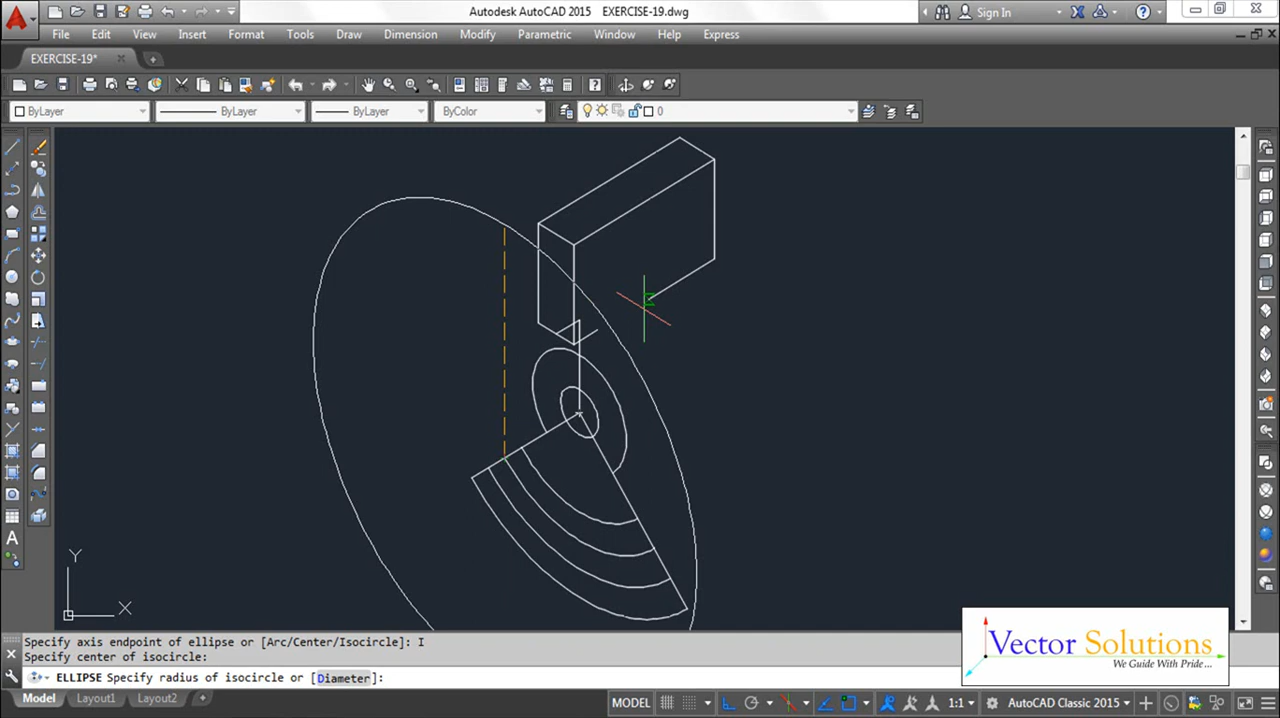 Autodesk AutoCAD 2015 EXERCISE-19.dwg
Sign In
File Edit View Insert Format Tools Draw Dimension Modify Parametric Window Help Express
EXERCISE-19*
ByLayer ByLayer ByLayer ByColor 0
Y
X
Specify axis endpoint of ellipse or [Arc/Center/Isocircle]: I
Specify center of isocircle:
ELLIPSE Specify radius of isocircle or [Diameter]:
Vector Solutions
We Guide With Pride ...
Model Layout1 Layout2 +
MODEL 1:1 AutoCAD Classic 2015